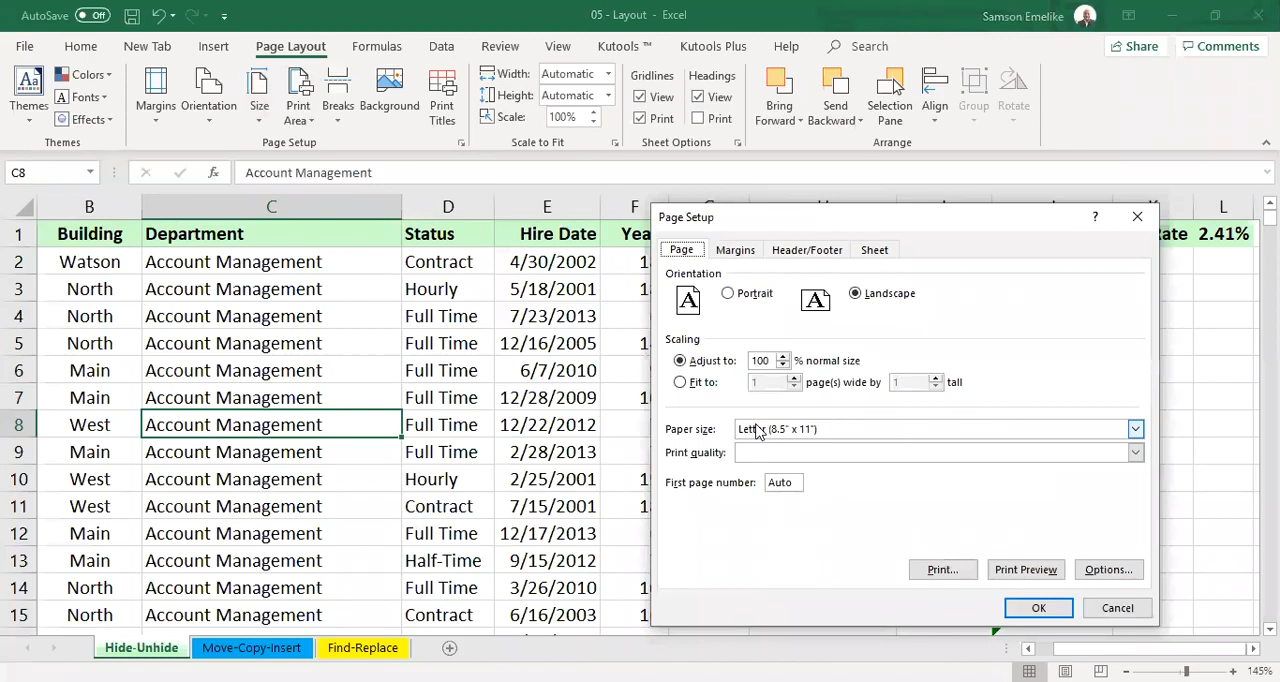 AutoSave Off 05 - Layout - Excel Samson Emelike
File Home New Tab Insert Page Layout Formulas Data Review View Kutools ™ Kutools Plus Help Search Share Comments
Themes Colors Fonts Effects Margins Orientation Size Print Area Breaks Background Print Titles Width: Automatic Height: Automatic Scale: 100% Gridlines View Print Headings View Print Bring Forward Send Backward Selection Pane Align Group Rotate
Themes Page Setup Scale to Fit Sheet Options Arrange
C8 fx Account Management
B C D E F L
1 Building Department Status Hire Date 2.41%
2 Watson Account Management Contract 4/30/2002
3 North Account Management Hourly 5/18/2001
4 North Account Management Full Time 7/23/2013
5 North Account Management Full Time 12/16/2005
6 Main Account Management Full Time 6/7/2010
7 Main Account Management Full Time 12/28/2009
8 West Account Management Full Time 12/22/2012
9 Main Account Management Full Time 2/28/2013
10 West Account Management Hourly 2/25/2001
11 West Account Management Contract 7/15/2001
12 Main Account Management Full Time 12/17/2013
13 Main Account Management Half-Time 9/15/2012
14 North Account Management Full Time 3/26/2010
15 North Account Management Contract 6/16/2003
Page Setup ?
Page Margins Header/Footer Sheet
Orientation
A Portrait A Landscape
Scaling
Adjust to: 100 % normal size
Fit to: 1 page(s) wide by 1 tall
Paper size: Letter (8.5" x 11")
Print quality:
First page number: Auto
Print... Print Preview Options...
OK Cancel
Hide-Unhide Move-Copy-Insert Find-Replace
145%